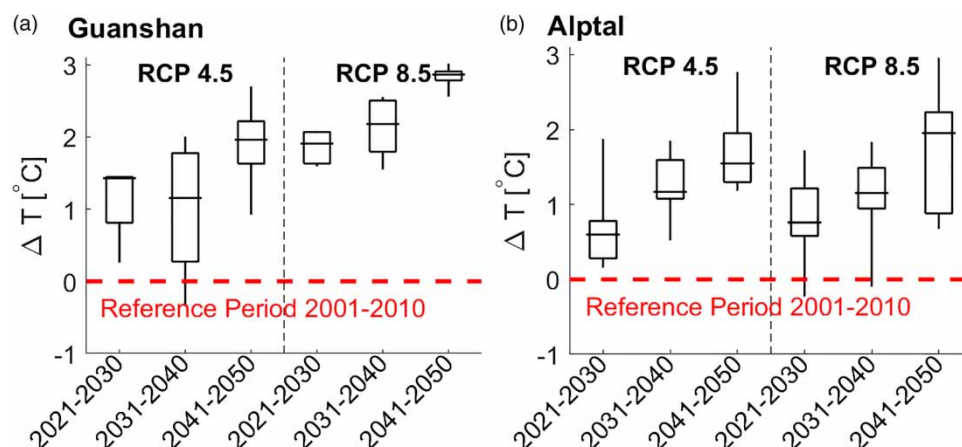 (a) Guanshan
RCP 4.5 RCP 8.5
3
2
1
0
-1
Δ T [°C]
Reference Period 2001-2010
2021-2030
2031-2040
2041-2050
2021-2030
2031-2040
2041-2050
(b) Alptal
RCP 4.5 RCP 8.5
3
2
1
0
-1
Δ T [°C]
Reference Period 2001-2010
2021-2030
2031-2040
2041-2050
2021-2030
2031-2040
2041-2050